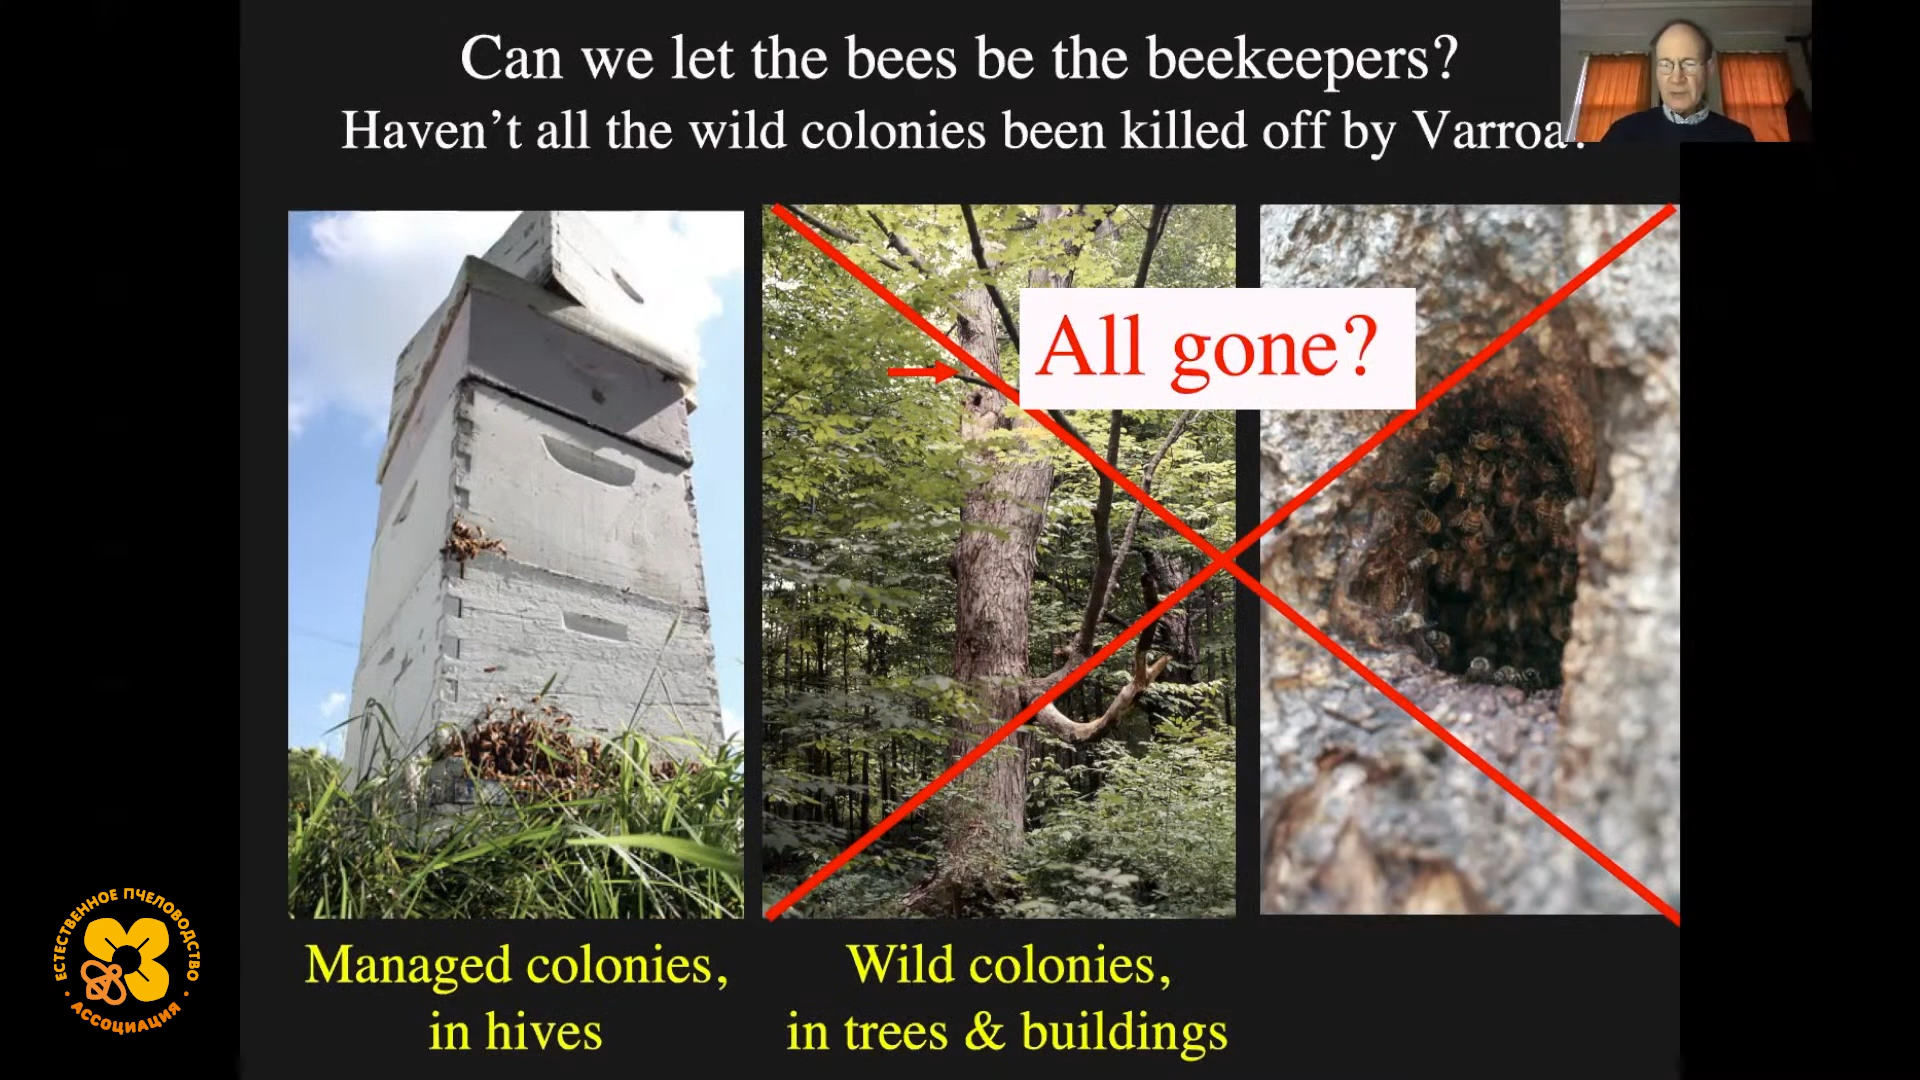 Can we let the bees be the beekeepers?
Haven't all the wild colonies been killed off by Varroa?
All gone?
Managed colonies,
in hives
Wild colonies,
in trees & buildings
ЕСТЕСТВЕННОЕ ПЧЕЛОВОДСТВО
· АССОЦИАЦИЯ ·